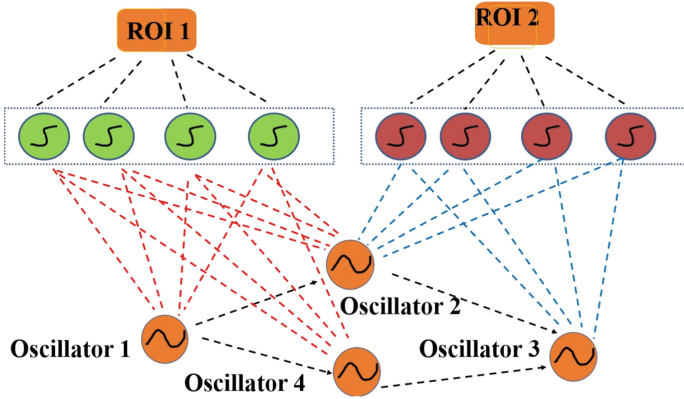 ROI 1
ROI 2
Oscillator 2
Oscillator 1
Oscillator 3
Oscillator 4